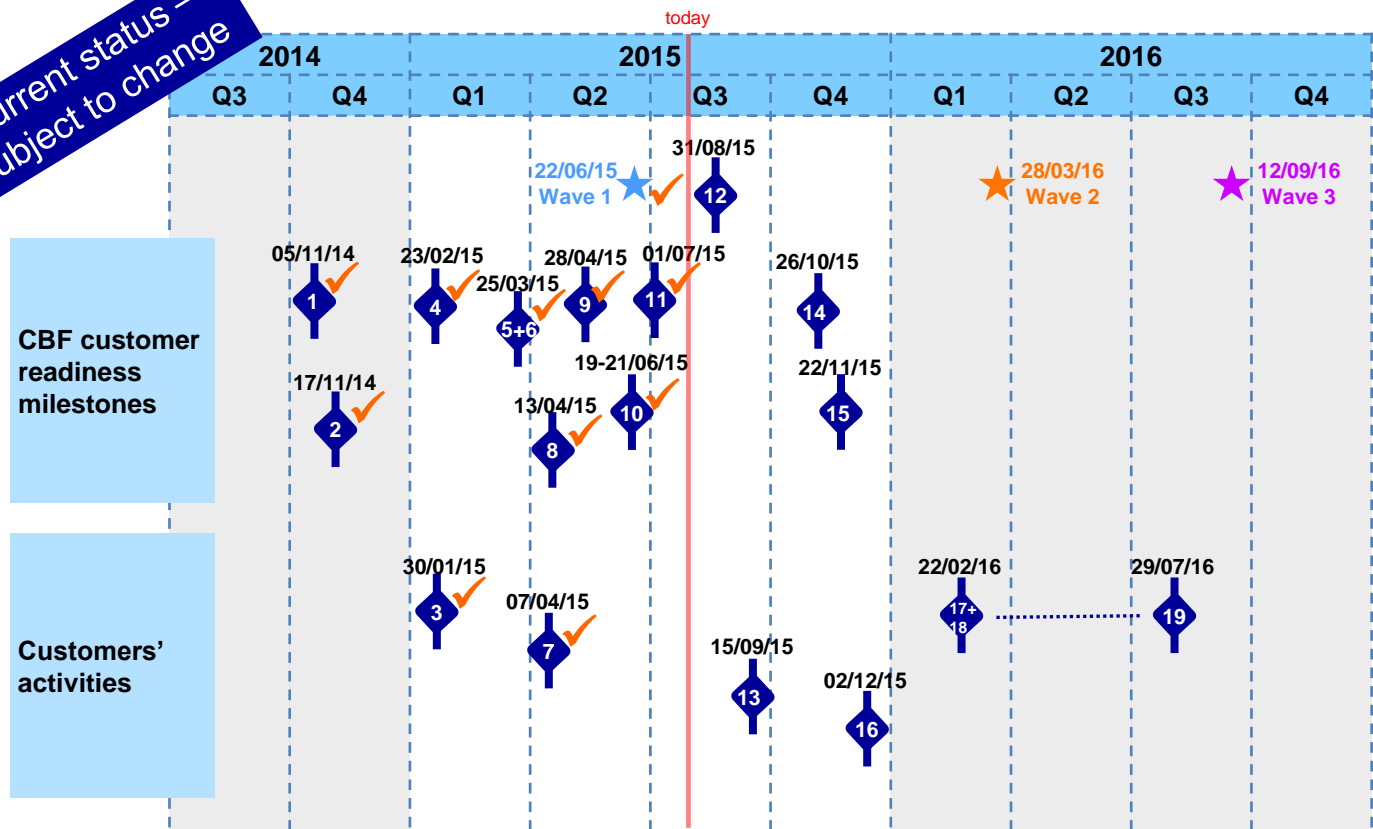 today
urrent status –
ubject to change
2014
2015
2016
Q3
Q4
Q1
Q2
Q3
Q4
Q1
Q2
Q3
Q4
31/08/15
12
22/06/15
Wave 1
28/03/16
Wave 2
12/09/16
Wave 3
CBF customer
readiness
milestones
05/11/14
1
23/02/15
4
25/03/15
5+6
28/04/15
9
01/07/15
11
26/10/15
14
17/11/14
2
13/04/15
8
19-21/06/15
10
22/11/15
15
Customers’
activities
30/01/15
3
07/04/15
7
15/09/15
13
02/12/15
16
22/02/16
17+
18
29/07/16
19